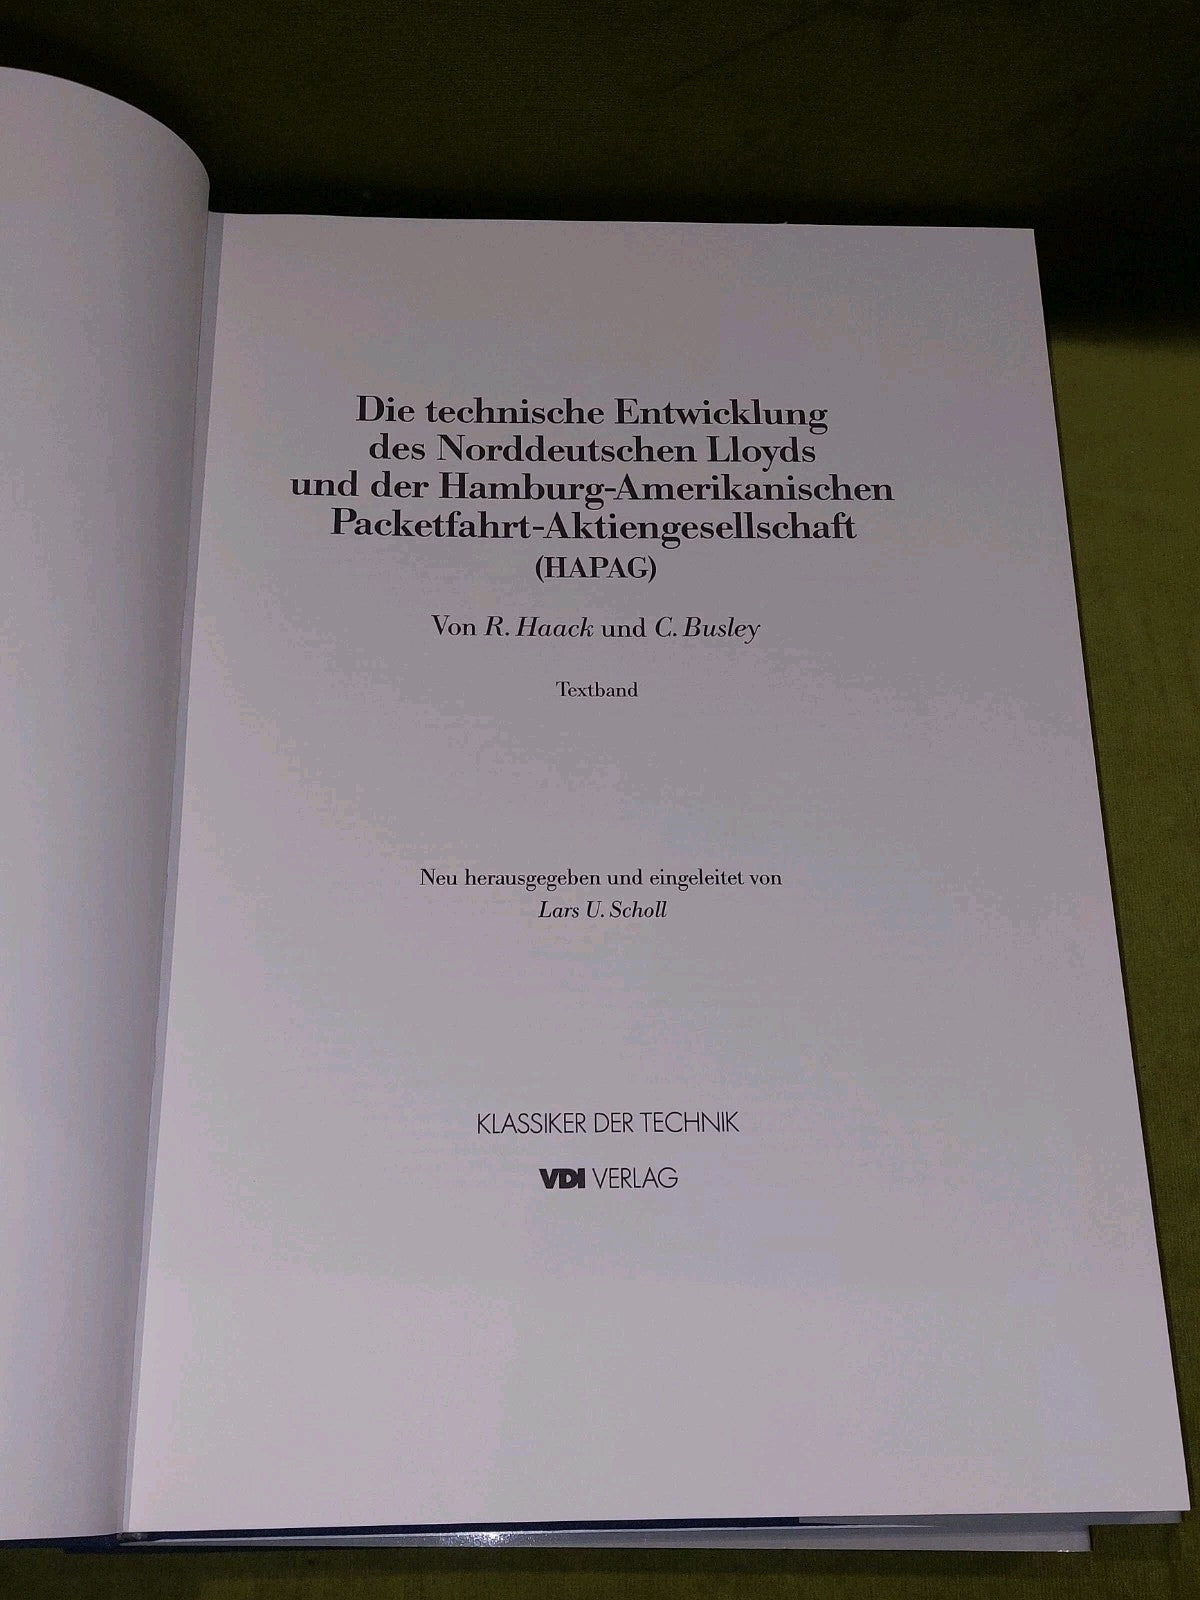 Die technische Entwicklung
des Norddeutschen Lloyds
und der Hamburg-Amerikanischen
Packetfahrt-Aktiengesellschaft
(HAPAG)
Von R. Haack und C. Busley
Textband
Neu herausgegeben und eingeleitet von
Lars U. Scholl
KLASSIKER DER TECHNIK
VDI VERLAG